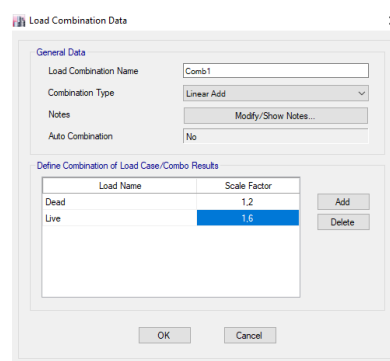 Load Combination Data
General Data
Load Combination Name Comb1
Combination Type Linear Add
Notes Modify/Show Notes...
Auto Combination No
Define Combination of Load Case/Combo Results
Load Name Scale Factor
Dead 1,2 Add
Live 1,6 Delete
OK Cancel